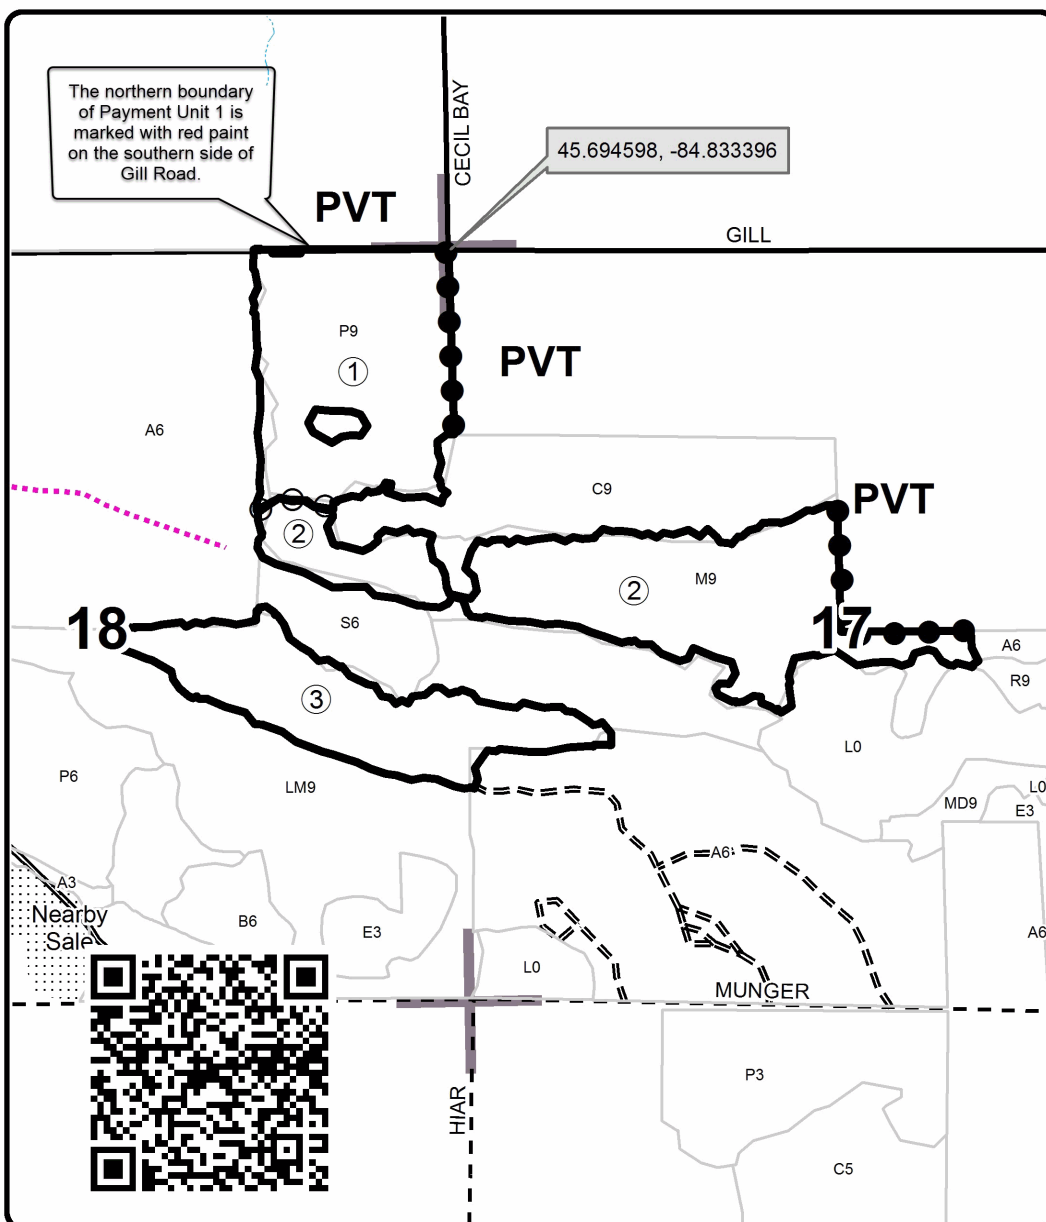 The northern boundary
of Payment Unit 1 is
marked with red paint
on the southern side of
Gill Road.
CECIL BAY
45.694598, -84.833396
PVT
GILL
P9
PVT
1
A6
C9
PVT
2
M9
2
18
S6
17
A6
R9
3
L0
P6
LM9
L0
MD9
E3
A6
A3
Nearby
Sale
B6
E3
A6
L0
MUNGER
P3
HIAR
C5